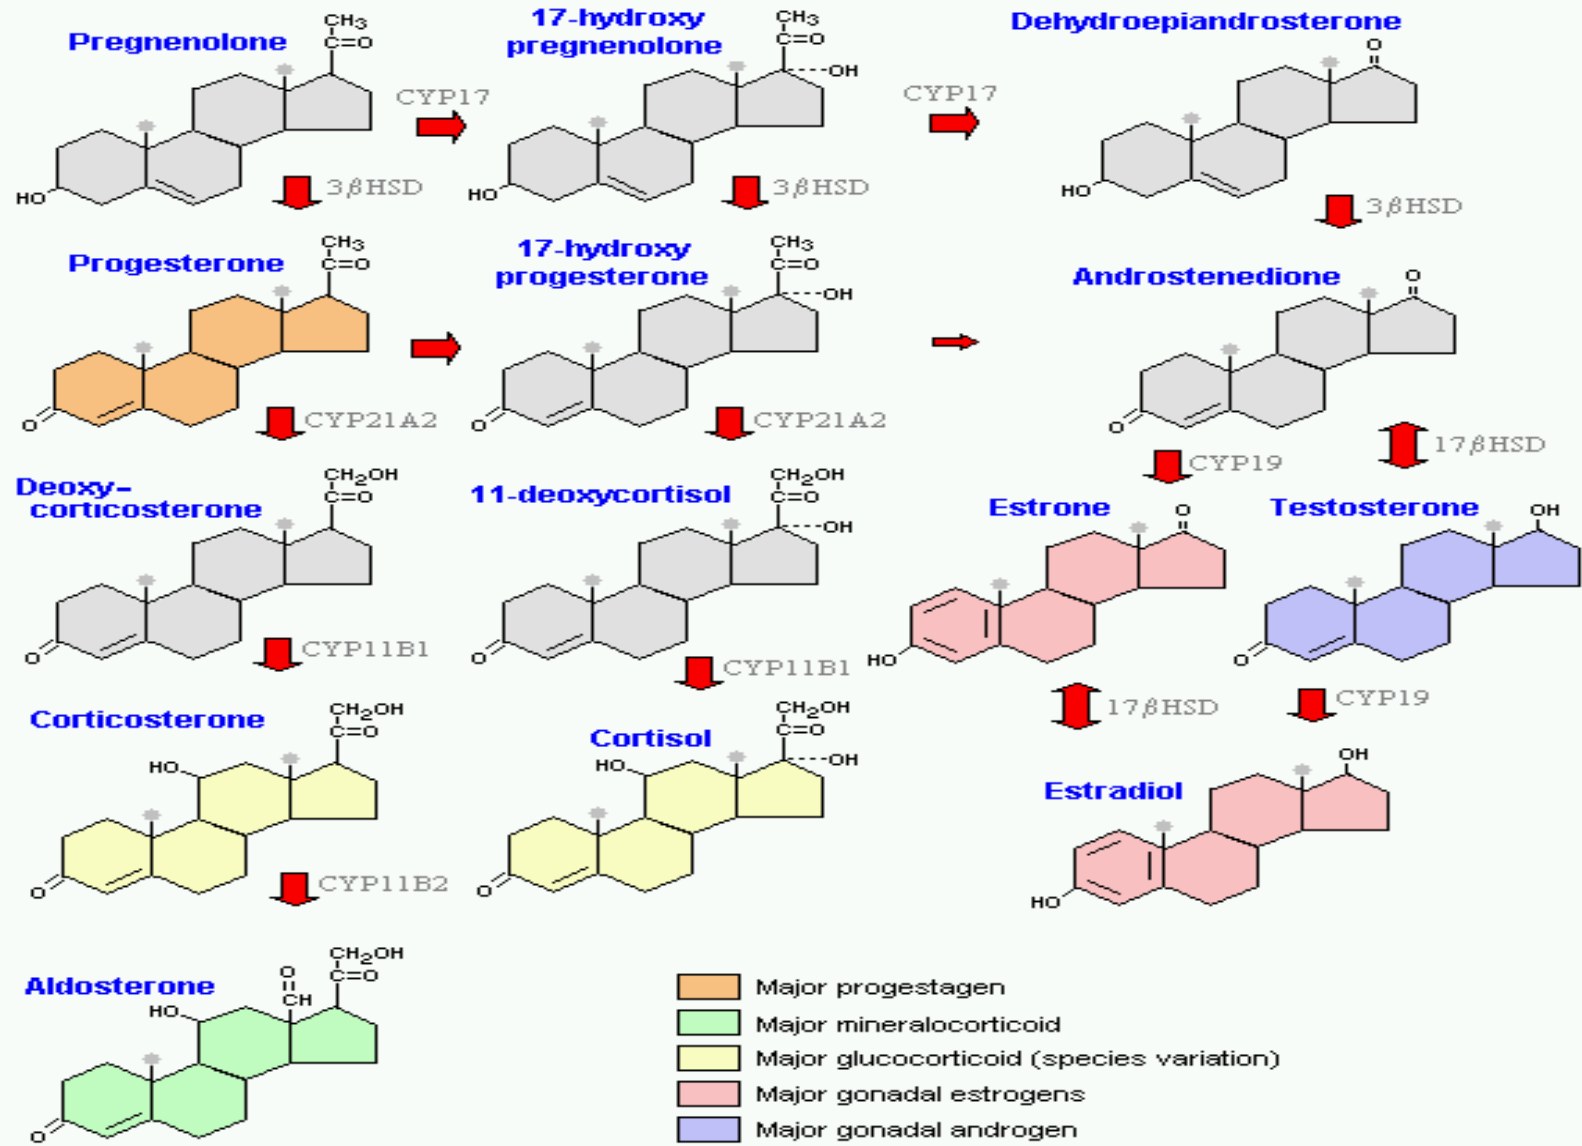 Pregnenolone
CH3
C=O
HO
CYP17
3βHSD
17-hydroxy
pregnenolone
CH3
C=O
OH
HO
CYP17
3βHSD
Dehydroepiandrosterone
O
HO
3βHSD
Progesterone
CH3
C=O
O
CYP21A2
17-hydroxy
progesterone
CH3
C=O
OH
O
CYP21A2
Androstenedione
O
O
CYP19
17βHSD
Deoxy-
corticosterone
CH2OH
C=O
O
CYP11B1
11-deoxycortisol
CH2OH
C=O
OH
O
CYP11B1
Estrone
O
HO
17βHSD
Testosterone
OH
O
CYP19
Corticosterone
CH2OH
C=O
HO
O
CYP11B2
Cortisol
CH2OH
C=O
HO
OH
O
Estradiol
OH
HO
Aldosterone
CH2OH
O
C=O
CH
HO
O
Major progestagen
Major mineralocorticoid
Major glucocorticoid (species variation)
Major gonadal estrogens
Major gonadal androgen